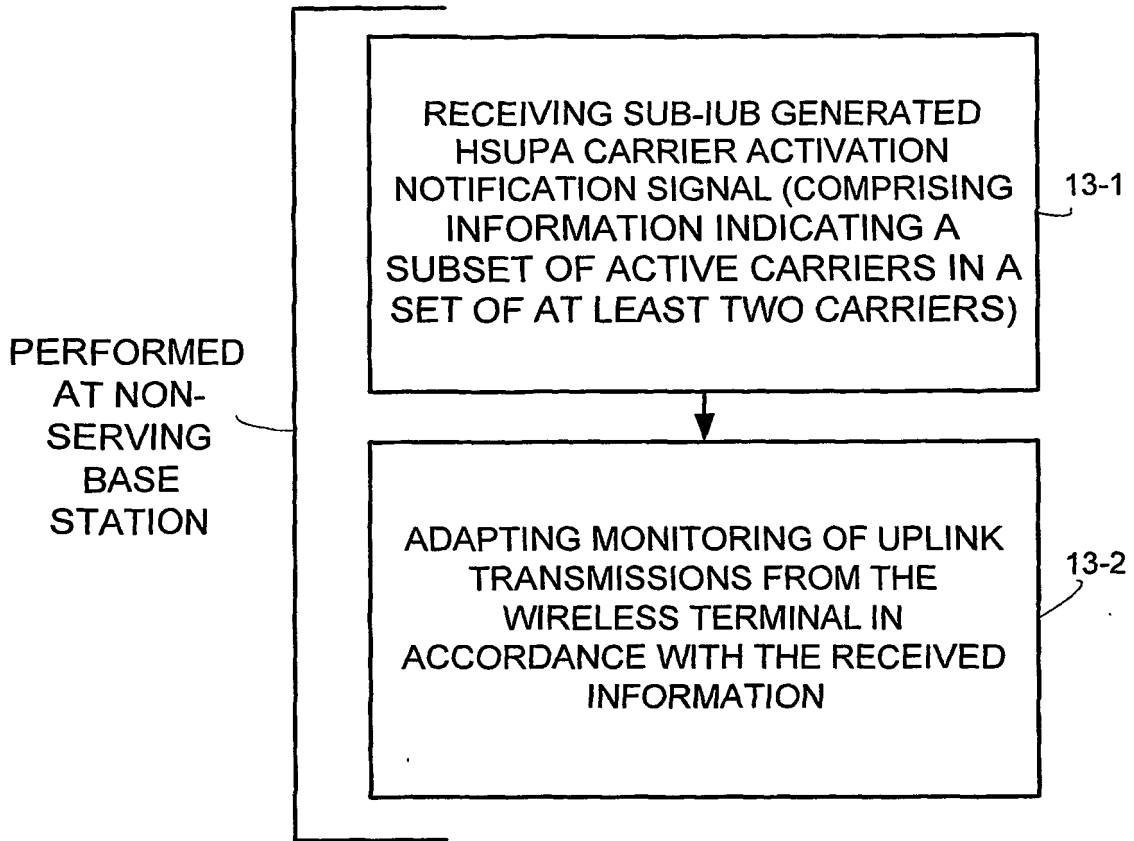 RECEIVING SUB-IUB GENERATED
HSUPA CARRIER ACTIVATION
NOTIFICATION SIGNAL (COMPRISING
INFORMATION INDICATING A
SUBSET OF ACTIVE CARRIERS IN A
SET OF AT LEAST TWO CARRIERS)
13-1
PERFORMED
AT NON-
SERVING
BASE
STATION
ADAPTING MONITORING OF UPLINK
TRANSMISSIONS FROM THE
WIRELESS TERMINAL IN
ACCORDANCE WITH THE RECEIVED
INFORMATION
13-2